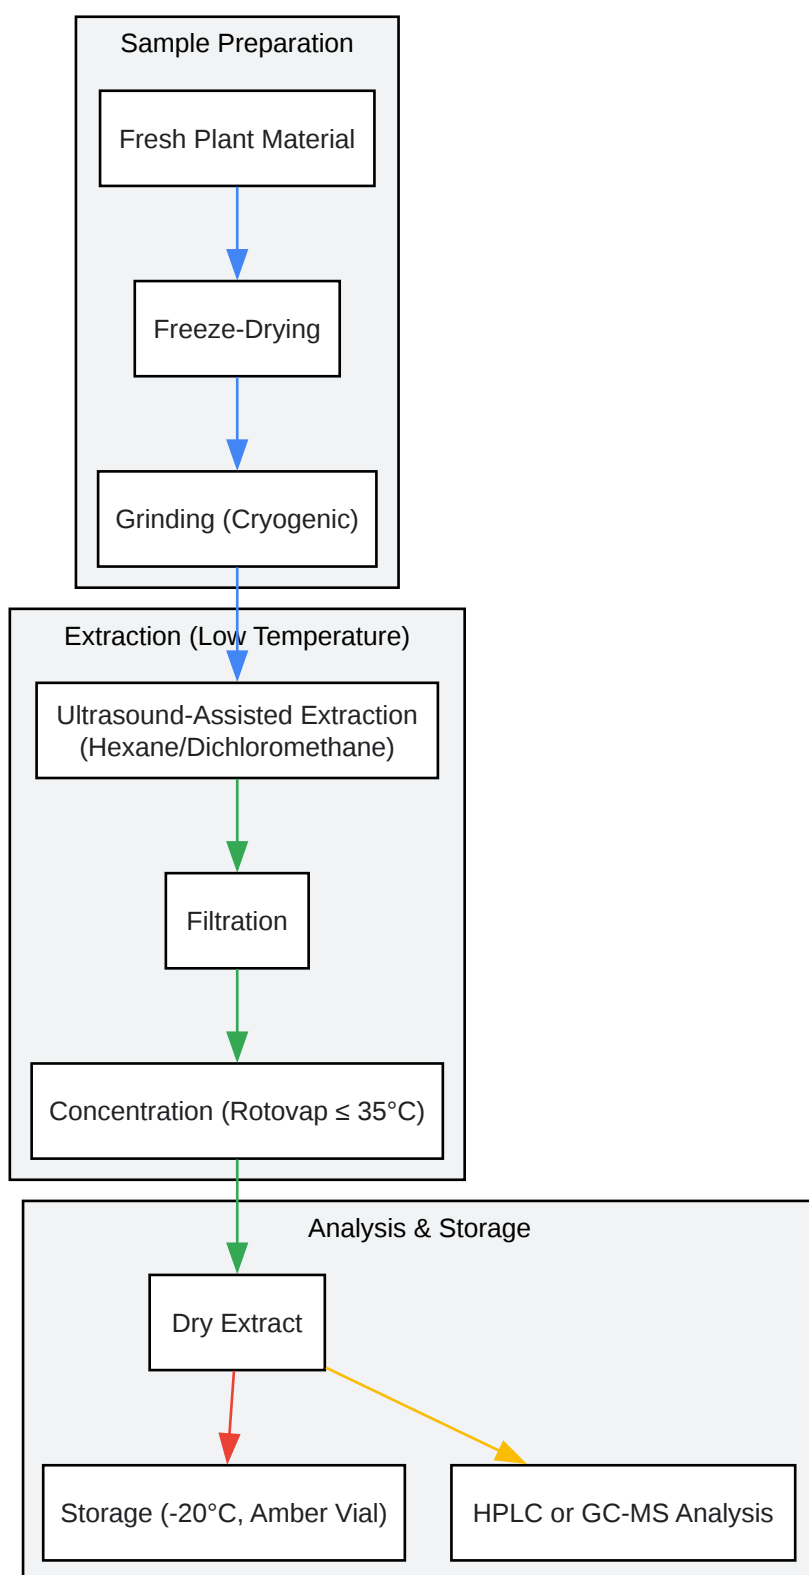 Sample Preparation
Fresh Plant Material
Freeze-Drying
Grinding (Cryogenic)
Extraction (Low Temperature)
Ultrasound-Assisted Extraction
(Hexane/Dichloromethane)
Filtration
Concentration (Rotovap ≤ 35°C)
Analysis & Storage
Dry Extract
Storage (-20°C, Amber Vial)
HPLC or GC-MS Analysis